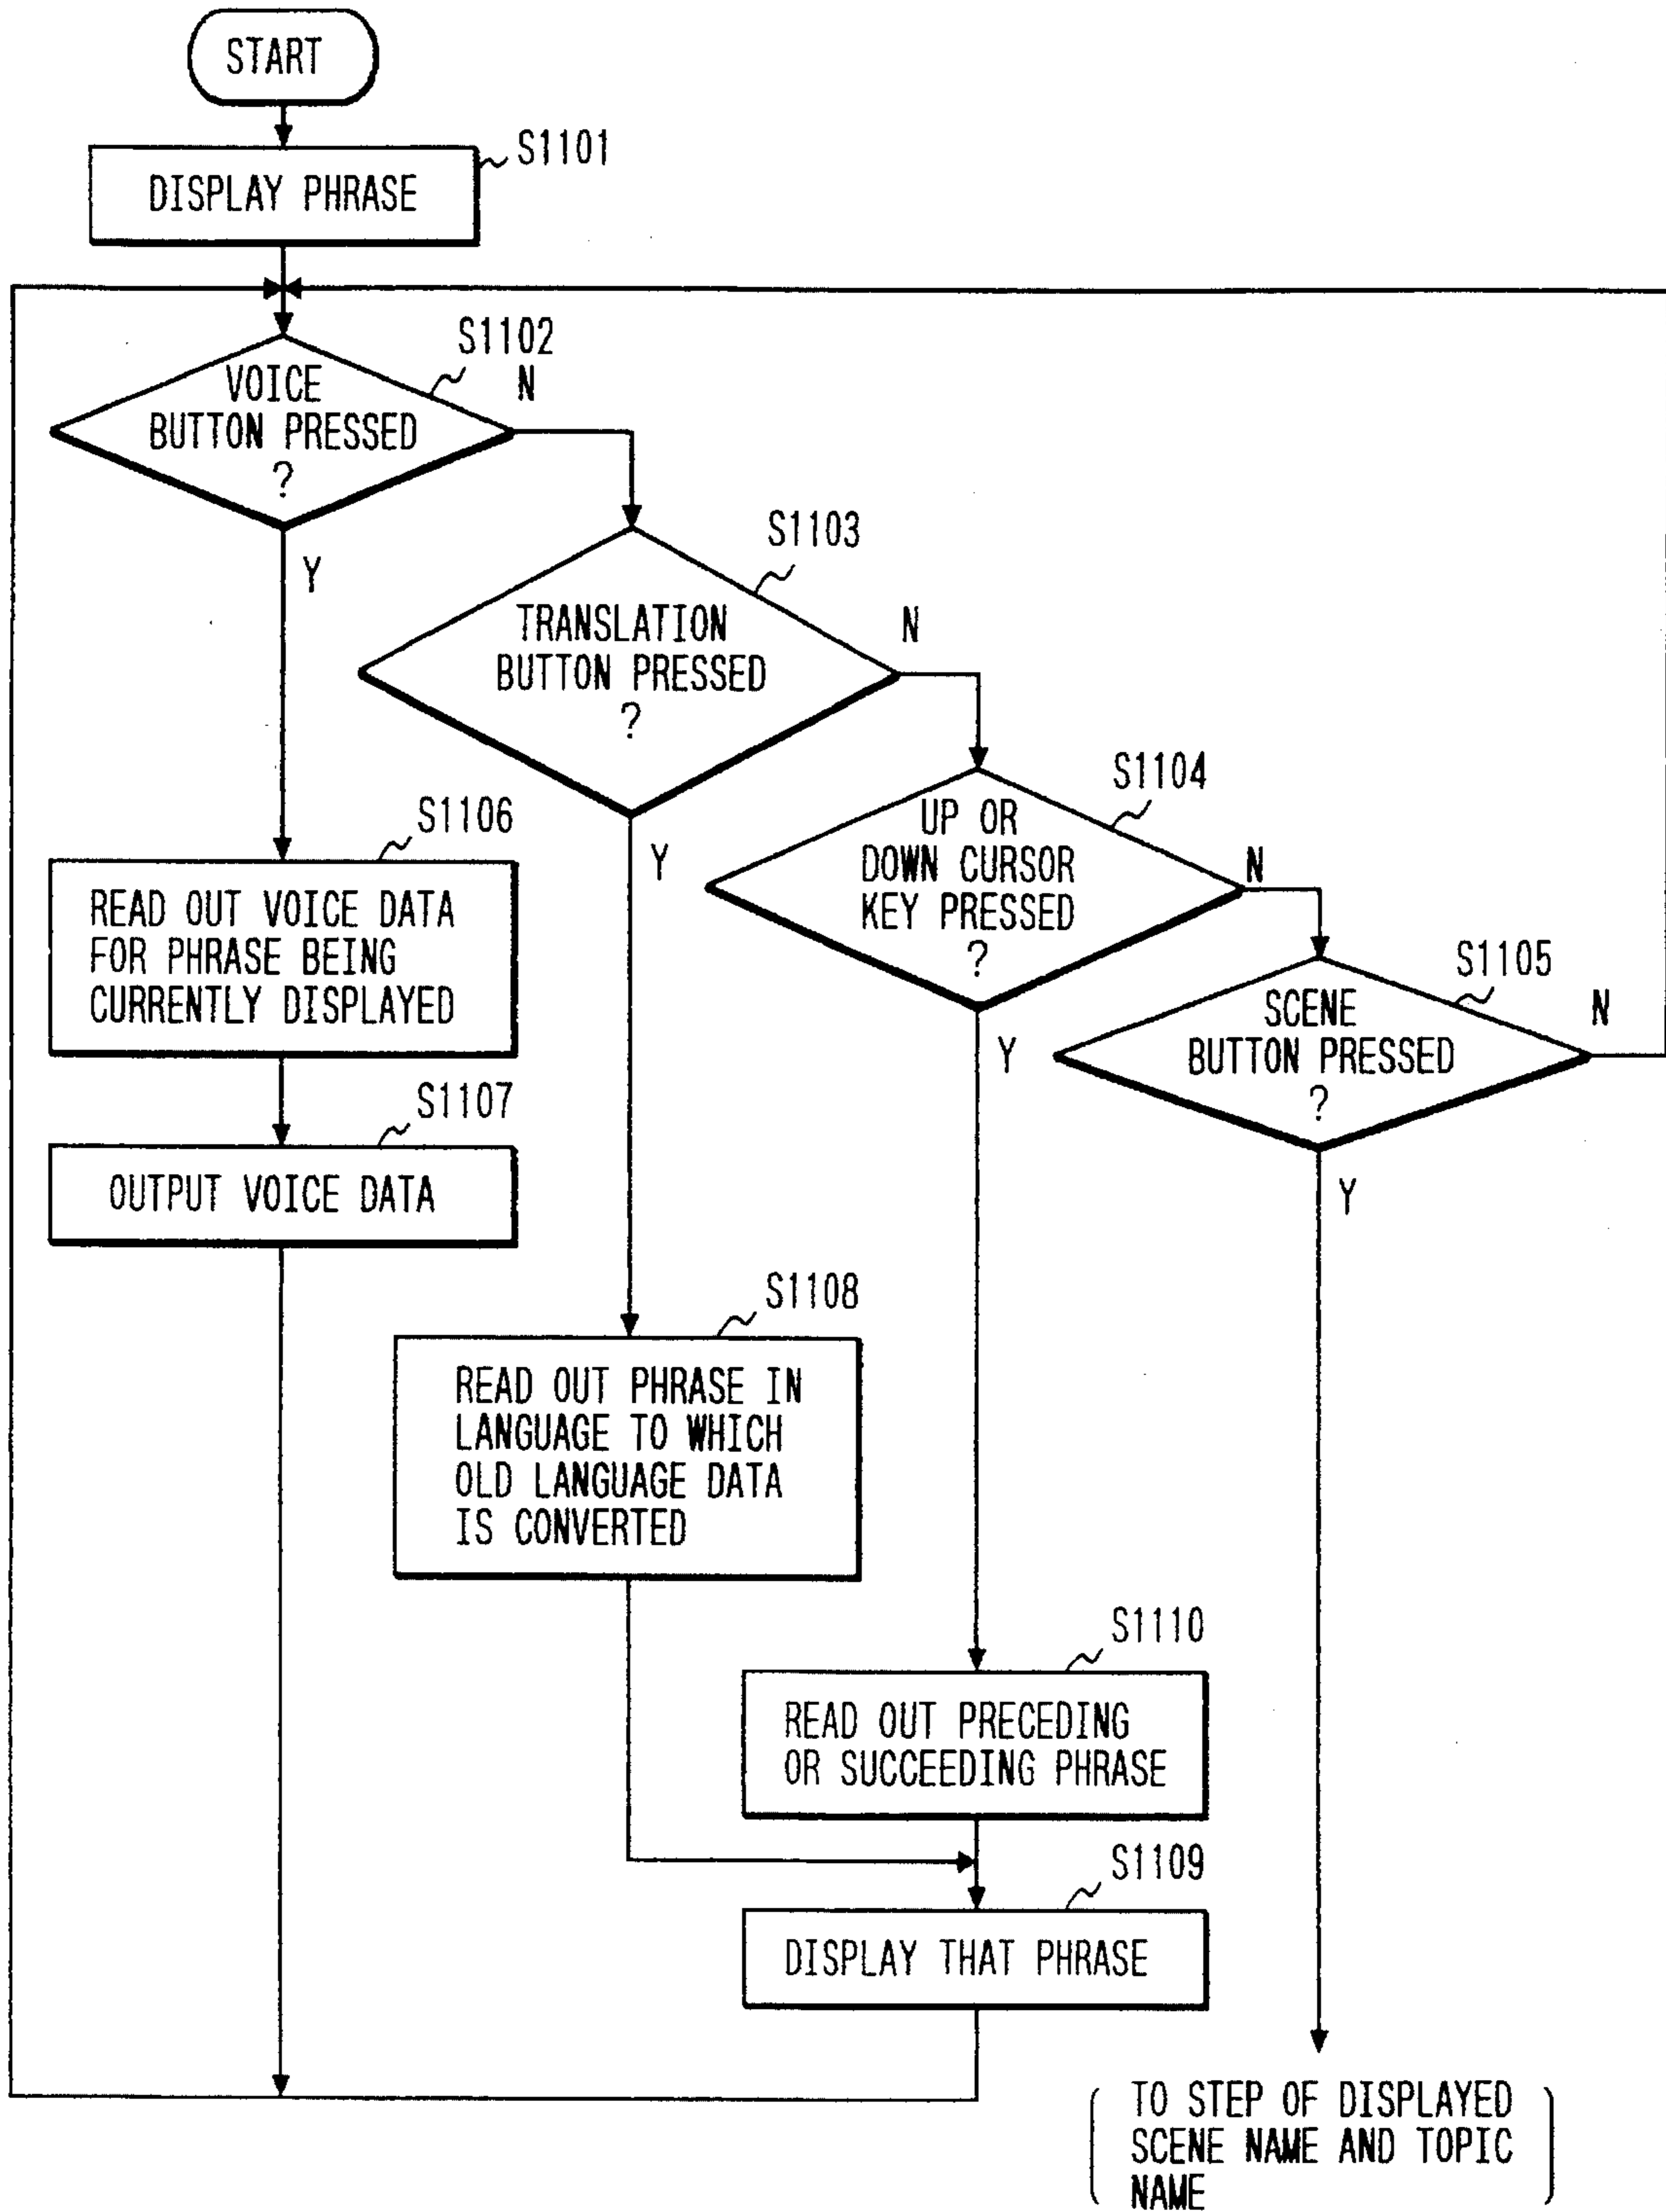 START
S1101
DISPLAY PHRASE
S1102
VOICE
BUTTON PRESSED
?
N
Y
S1103
TRANSLATION
BUTTON PRESSED
?
N
Y
S1104
UP OR
DOWN CURSOR
KEY PRESSED
?
N
Y
S1105
SCENE
BUTTON PRESSED
?
N
Y
S1106
READ OUT VOICE DATA
FOR PHRASE BEING
CURRENTLY DISPLAYED
S1107
OUTPUT VOICE DATA
S1108
READ OUT PHRASE IN
LANGUAGE TO WHICH
OLD LANGUAGE DATA
IS CONVERTED
S1110
READ OUT PRECEDING
OR SUCCEEDING PHRASE
S1109
DISPLAY THAT PHRASE
TO STEP OF DISPLAYED
SCENE NAME AND TOPIC
NAME